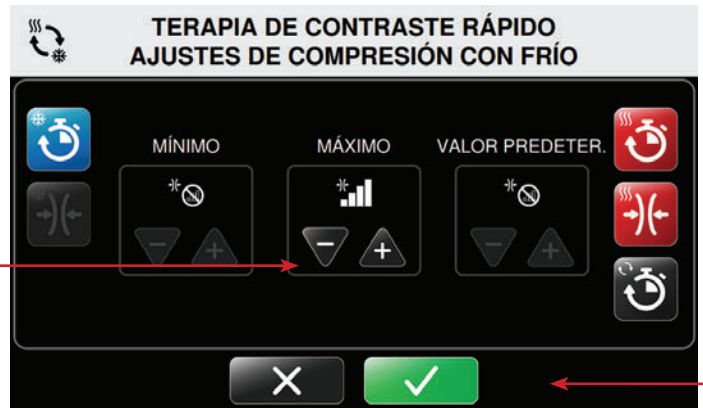 TERAPIA DE CONTRASTE RÁPIDO
AJUSTES DE COMPRESIÓN CON FRÍO
MÍNIMO
MÁXIMO
VALOR PREDETER.